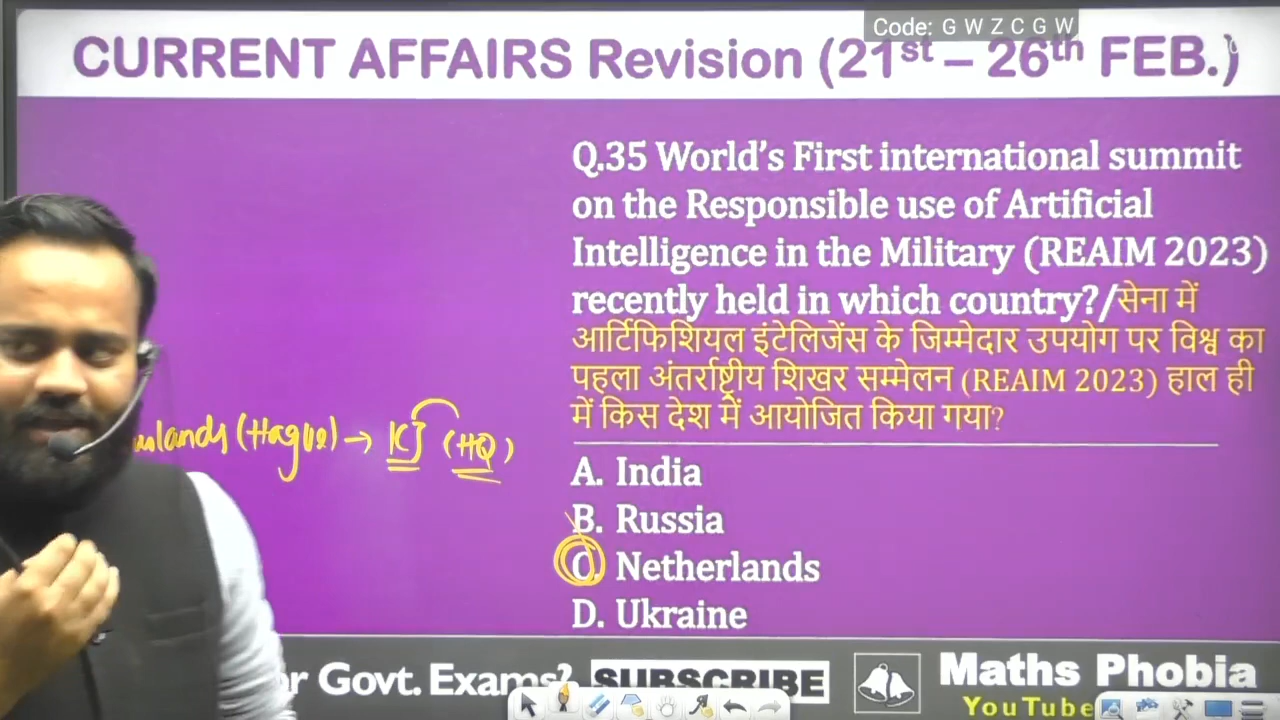 Code: G W Z C G W
CURRENT AFFAIRS Revision (21st – 26th FEB.)
Q.35 World's First international summit
on the Responsible use of Artificial
Intelligence in the Military (REAIM 2023)
recently held in which country?/सेना में
आर्टिफिशियल इंटेलिजेंस के जिम्मेदार उपयोग पर विश्व का
पहला अंतर्राष्ट्रीय शिखर सम्मेलन (REAIM 2023) हाल ही
में किस देश में आयोजित किया गया?
lands (Hague) → ICJ (HQ)
A. India
B. Russia
C. Netherlands
D. Ukraine
r Govt. Exams? SUBSCRIBE
Maths Phobia
YouTube